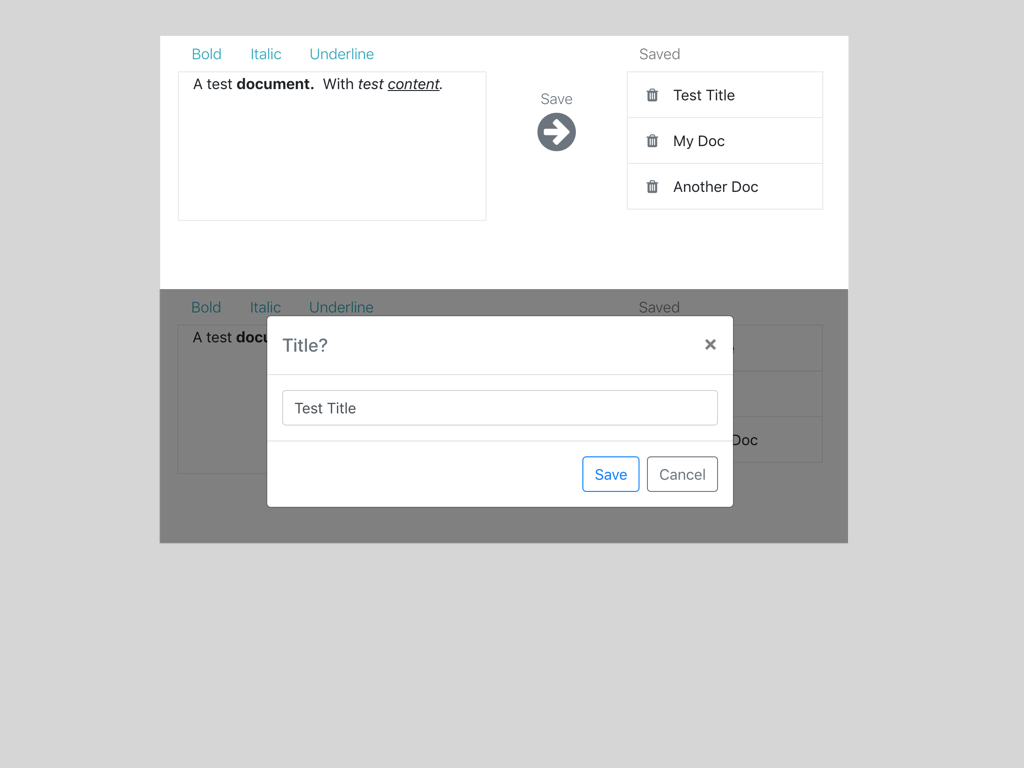 Bold Italic Underline Saved
A test document. With test content.
Save
Test Title
My Doc
Another Doc
Bold Italic Underline Saved
A test
Title? ×
Doc
Test Title
Save Cancel